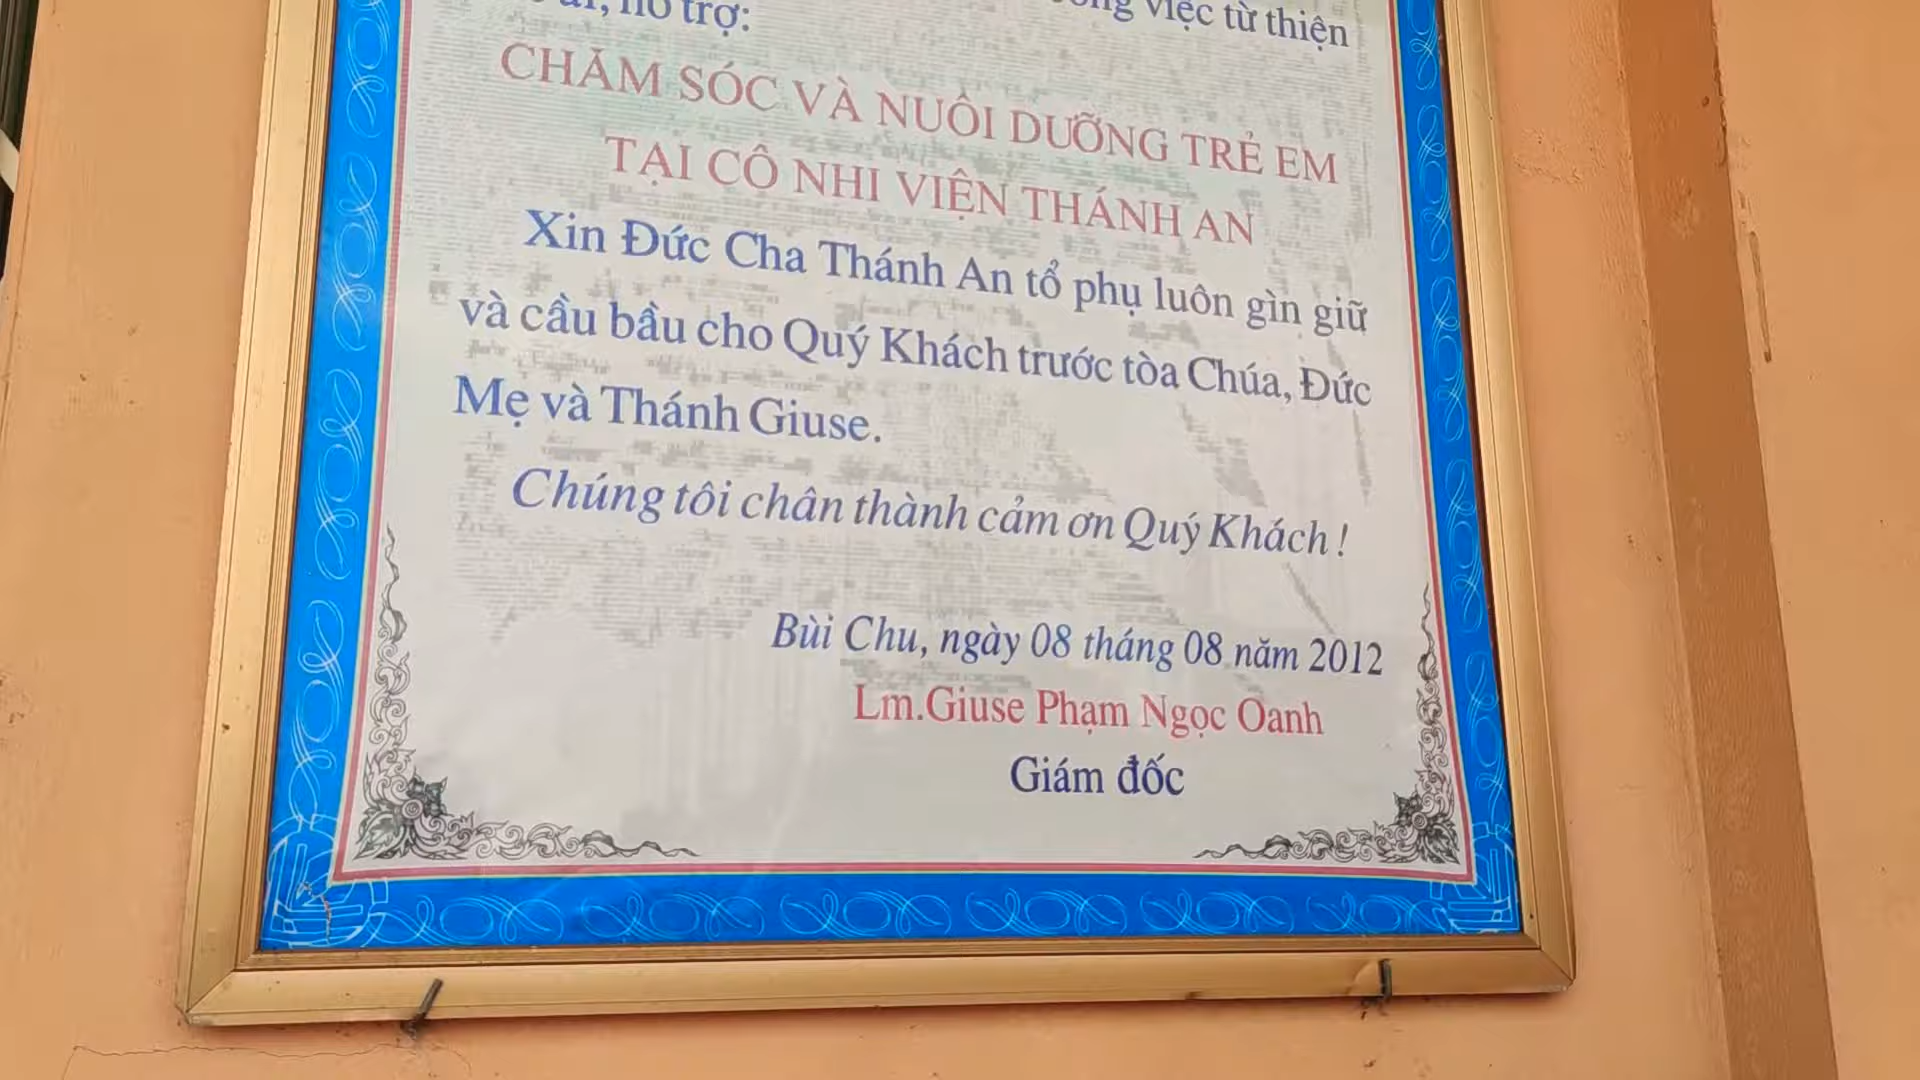 việc từ thiện
hỗ trợ:
CHĂM SÓC VÀ NUÔI DƯỠNG TRẺ EM
TẠI CÔ NHI VIỆN THÁNH AN
Xin Đức Cha Thánh An tổ phụ luôn gìn giữ
và cầu bầu cho Quý Khách trước tòa Chúa, Đức
Mẹ và Thánh Giuse.
Chúng tôi chân thành cảm ơn Quý Khách !
Bùi Chu, ngày 08 tháng 08 năm 2012
Lm.Giuse Phạm Ngọc Oanh
Giám đốc